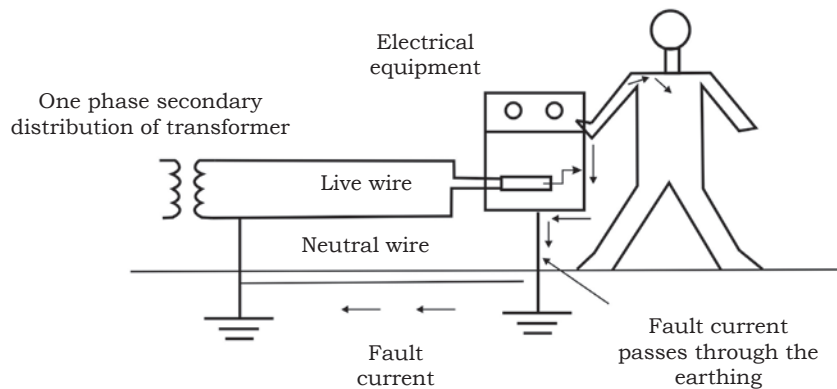 Electrical
equipment
One phase secondary
distribution of transformer
Live wire
Neutral wire
Fault
current
Fault current
passes through the
earthing